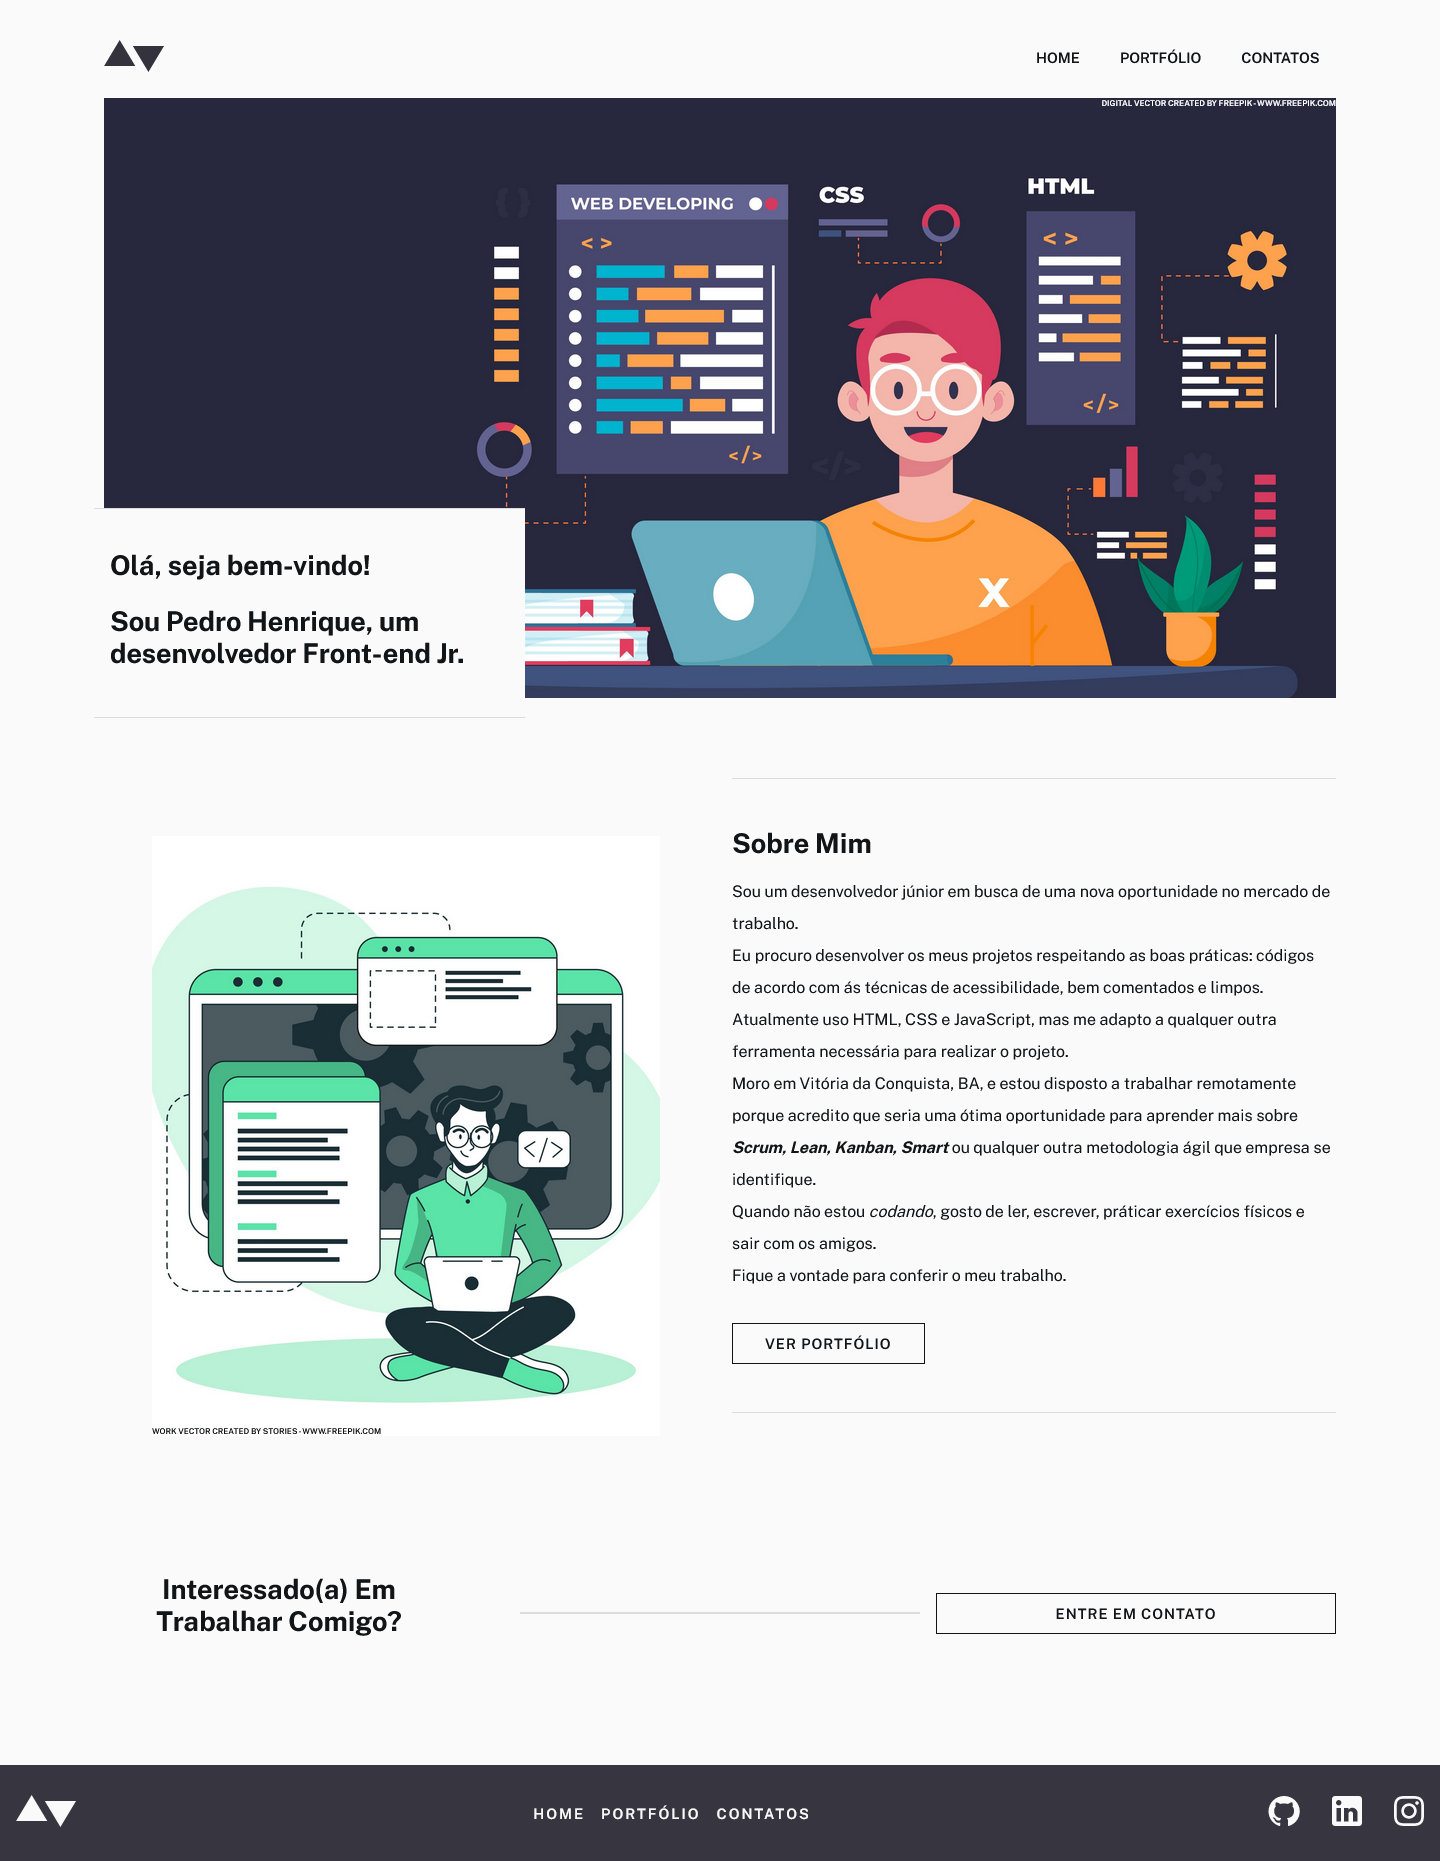 HOME PORTFÓLIO CONTATOS
DIGITAL VECTOR CREATED BY FREEPIK - WWW.FREEPIK.COM
{ }
WEB DEVELOPING
< >
</>
CSS
HTML
< >
</>
</>
X
Olá, seja bem-vindo!
Sou Pedro Henrique, um
desenvolvedor Front-end Jr.
Sobre Mim
Sou um desenvolvedor júnior em busca de uma nova oportunidade no mercado de
trabalho.
Eu procuro desenvolver os meus projetos respeitando as boas práticas: códigos
de acordo com ás técnicas de acessibilidade, bem comentados e limpos.
Atualmente uso HTML, CSS e JavaScript, mas me adapto a qualquer outra
ferramenta necessária para realizar o projeto.
Moro em Vitória da Conquista, BA, e estou disposto a trabalhar remotamente
porque acredito que seria uma ótima oportunidade para aprender mais sobre
Scrum, Lean, Kanban, Smart ou qualquer outra metodologia ágil que empresa se
identifique.
Quando não estou codando, gosto de ler, escrever, práticar exercícios físicos e
sair com os amigos.
Fique a vontade para conferir o meu trabalho.
VER PORTFÓLIO
</>
WORK VECTOR CREATED BY STORIES - WWW.FREEPIK.COM
Interessado(a) Em
Trabalhar Comigo?
ENTRE EM CONTATO
HOME PORTFÓLIO CONTATOS
in